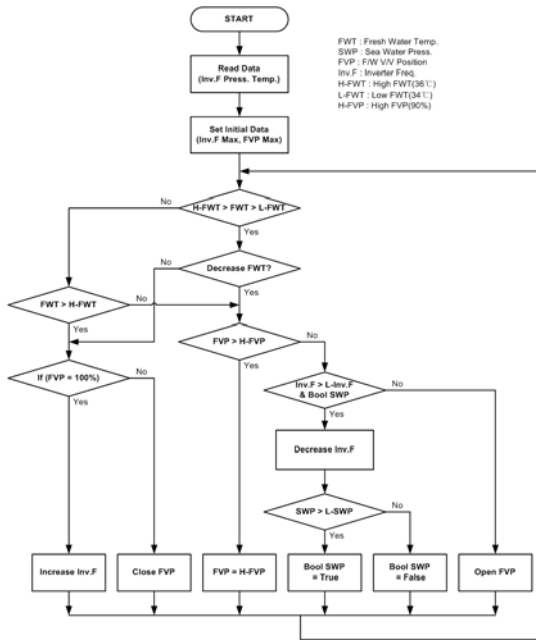 START
FWT : Fresh Water Temp.
SWP : Sea Water Press.
FVP : F/W V/V Position
Inv.F : Inverter Freq.
H-FWT : High FWT(36℃)
L-FWT : Low FWT(34℃)
H-FVP : High FVP(90%)
Read Data
(Inv.F Press. Temp.)
Set Initial Data
(Inv.F Max, FVP Max)
No
H-FWT > FWT > L-FWT
Yes
No
Decrease FWT?
Yes
FWT > H-FWT
No
Yes
FVP > H-FVP
No
Yes
If (FVP = 100%)
No
Yes
Inv.F > L-Inv.F
& Bool SWP
No
Yes
Decrease Inv.F
SWP > L-SWP
No
Yes
Increase Inv.F
Close FVP
FVP = H-FVP
Bool SWP
= True
Bool SWP
= False
Open FVP